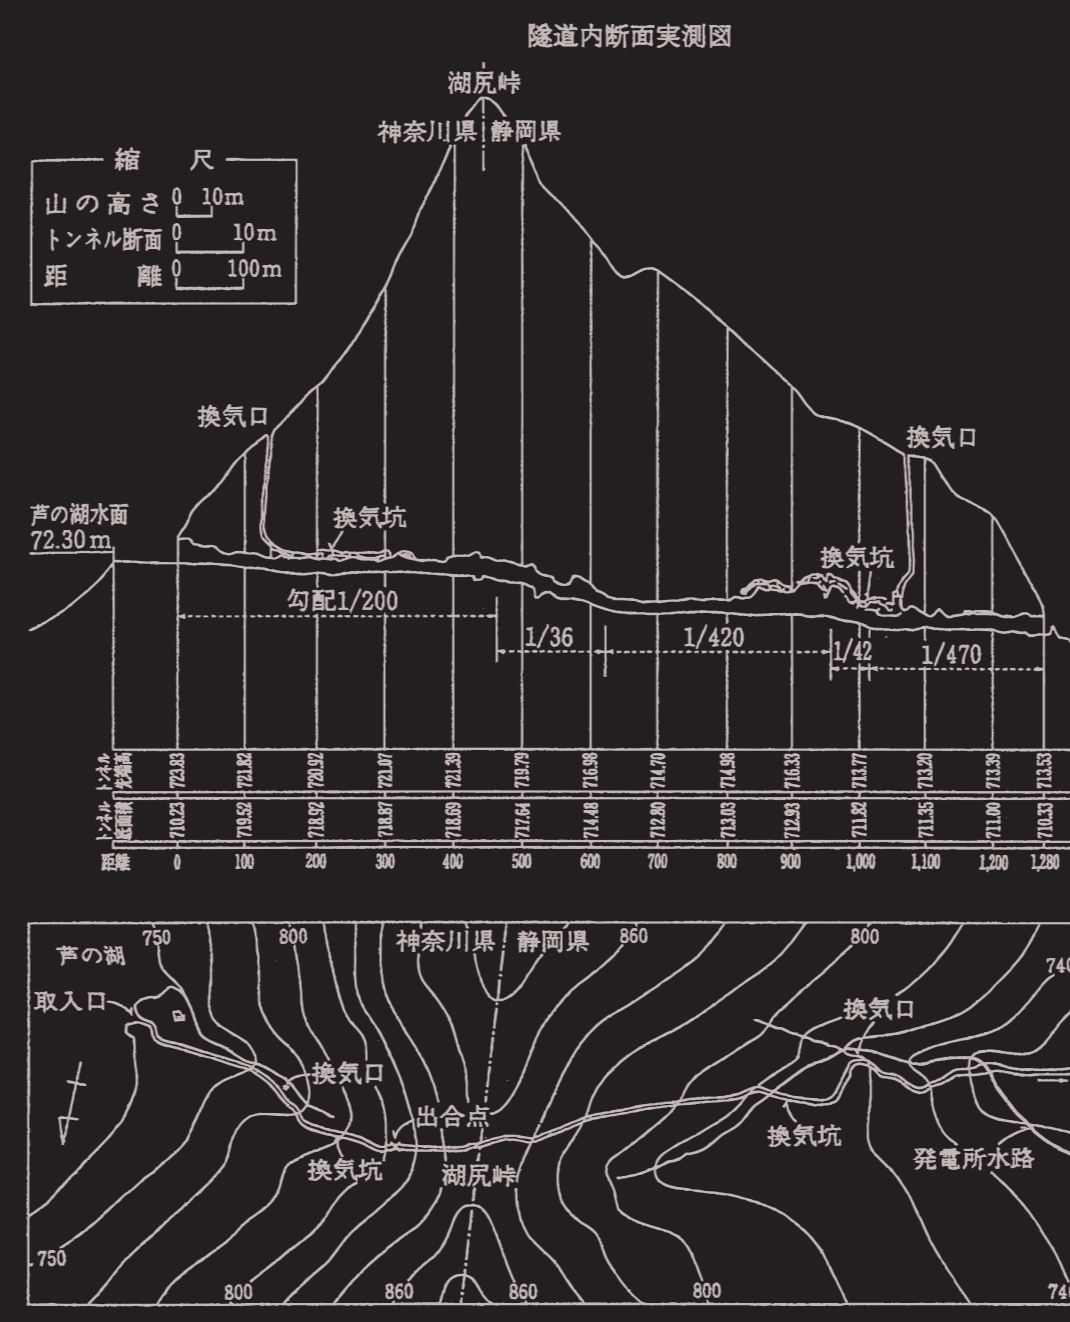 隧道内断面実測図
湖尻峠
神奈川県 静岡県
縮 尺
山の高さ 0 10m
トンネル断面 0 10m
距 離 0 100m
換気口
換気口
芦の湖水面
72.30m
換気坑
換気坑
勾配1/200
1/36
1/420
1/42
1/470
トンネル 723.83 721.82 720.92 721.07 721.39 719.79 716.98 714.70 714.98 716.33 713.77 713.20 713.39 713.53
トンネル 710.23 719.52 718.92 718.87 718.69 717.64 714.48 712.80 713.03 712.93 711.82 711.35 711.00 710.33
距離 0 100 200 300 400 500 600 700 800 900 1,000 1,100 1,200 1,280
750 800 神奈川県 静岡県 860 800
芦の湖
740
取入口
換気口
換気口
出合点
換気坑
換気坑
湖尻峠
発電所水路
750
800 860 860 800